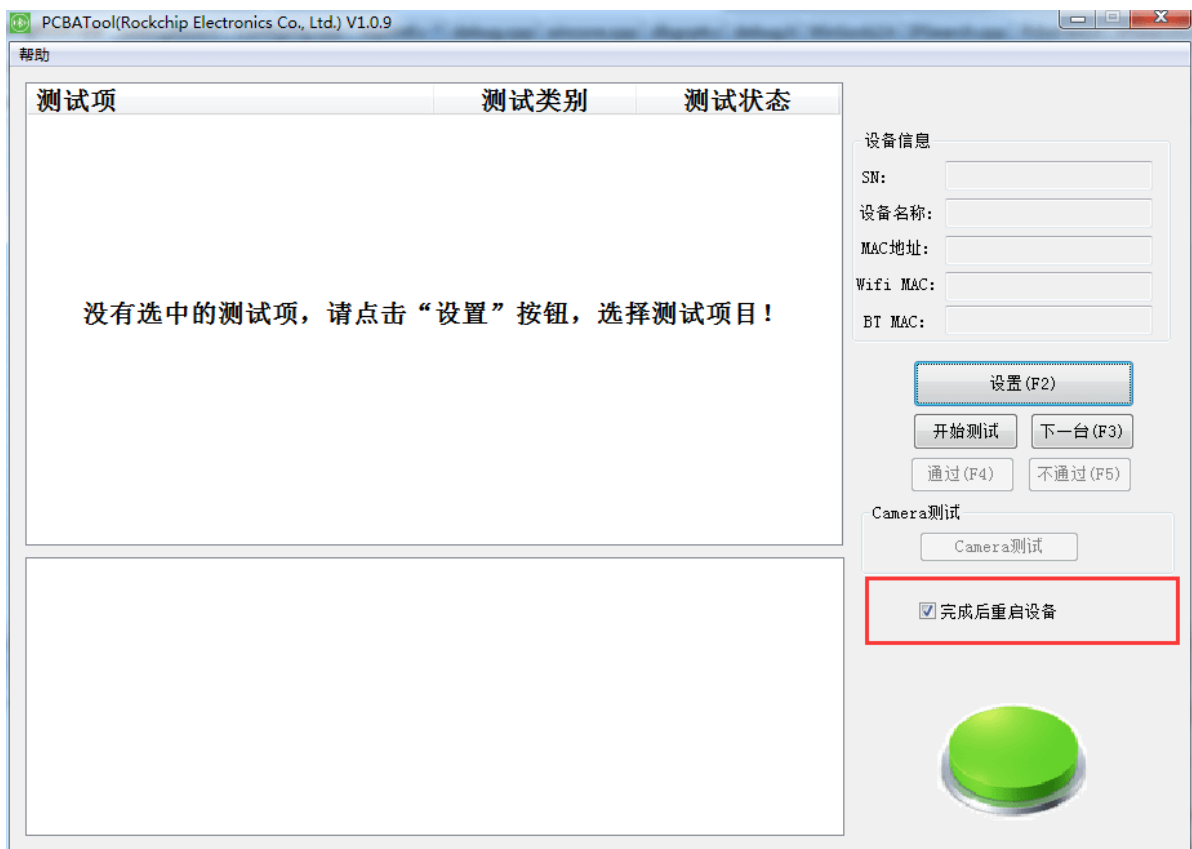 PCBATool(Rockchip Electronics Co., Ltd.) V1.0.9
帮助
测试项 测试类别 测试状态
没有选中的测试项，请点击“设置”按钮，选择测试项目！
设备信息
SN:
设备名称:
MAC地址:
Wifi MAC:
BT MAC:
设置(F2)
开始测试 下一台(F3)
通过(F4) 不通过(F5)
Camera测试
Camera测试
完成后重启设备